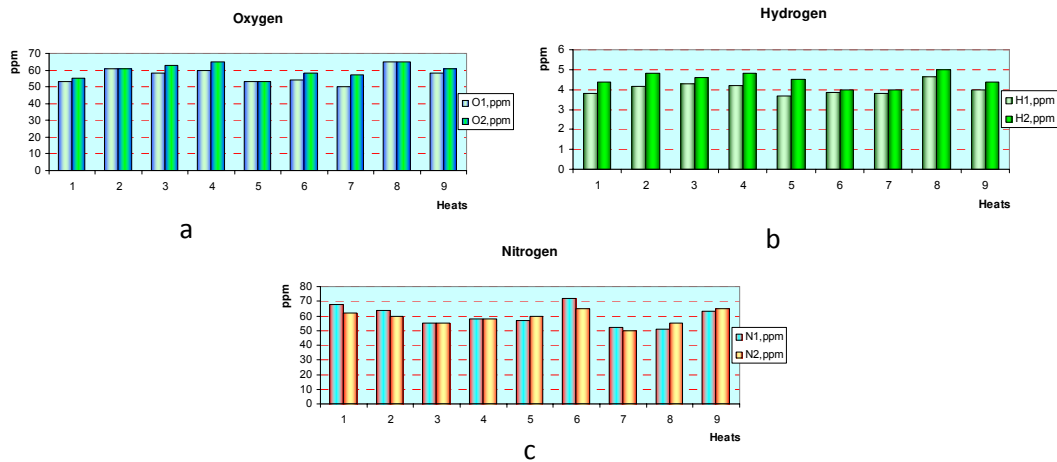 Oxygen
ppm
70
60
50
40
30
20
10
0
1 2 3 4 5 6 7 8 9
Heats
O1,ppm
O2,ppm
a
Hydrogen
ppm
6
5
4
3
2
1
0
1 2 3 4 5 6 7 8 9
Heats
H1,ppm
H2,ppm
b
Nitrogen
ppm
80
70
60
50
40
30
20
10
0
1 2 3 4 5 6 7 8 9
Heats
N1,ppm
N2,ppm
c